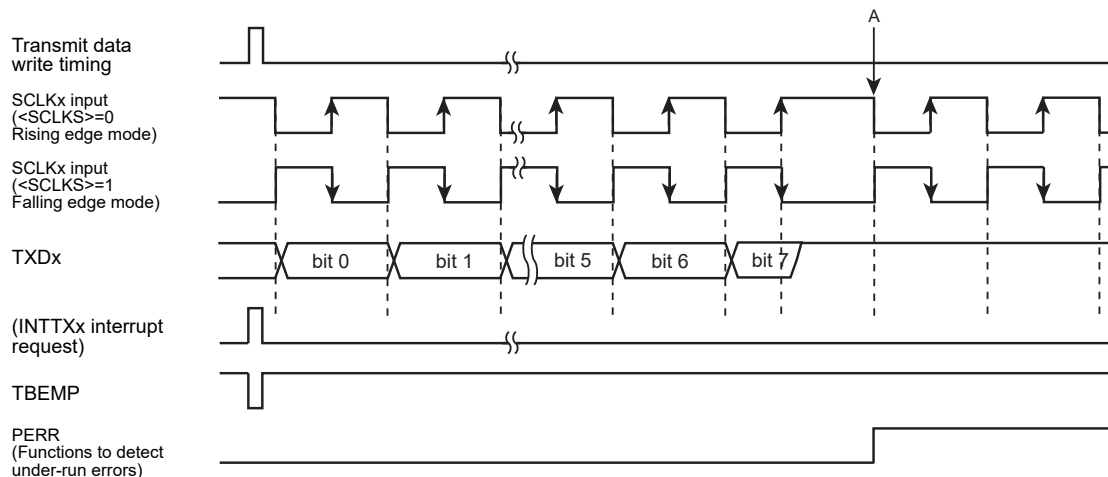 A
Transmit data
write timing
SCLKx input
(<SCLKS>=0
Rising edge mode)
SCLKx input
(<SCLKS>=1
Falling edge mode)
TXDx
bit 0
bit 1
bit 5
bit 6
bit 7
(INTTXx interrupt
request)
TBEMP
PERR
(Functions to detect
under-run errors)